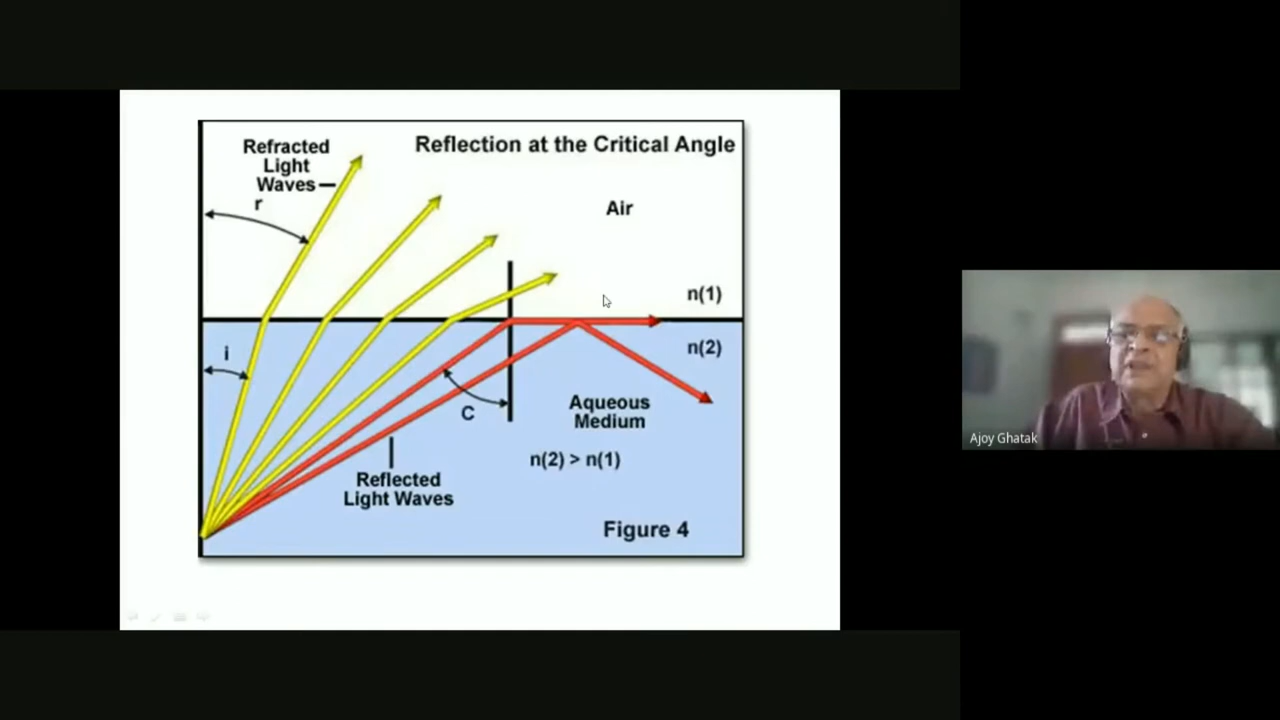 Reflection at the Critical Angle
Refracted
Light
Waves
r
Air
n(1)
i
n(2)
C
Aqueous
Medium
n(2) > n(1)
Reflected
Light Waves
Figure 4
Ajoy Ghatak